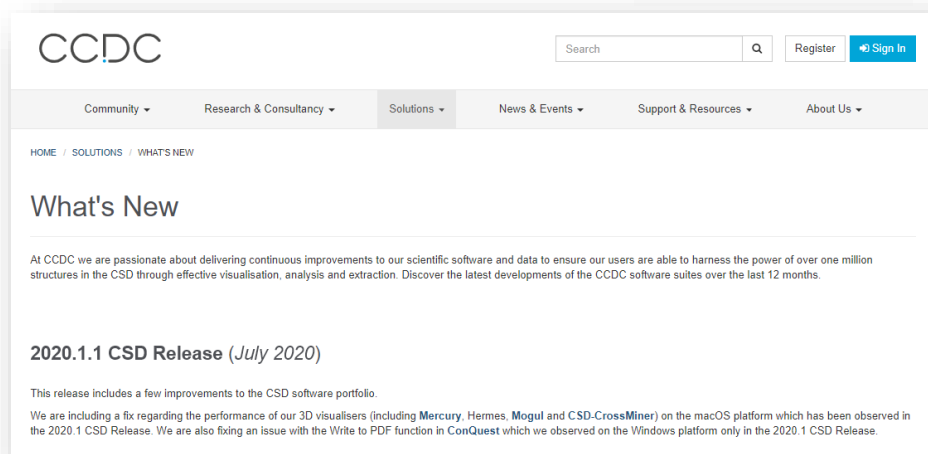 CCDC
Search
Register
Sign In
Community
Research & Consultancy
Solutions
News & Events
Support & Resources
About Us
HOME / SOLUTIONS / WHAT'S NEW
What's New
At CCDC we are passionate about delivering continuous improvements to our scientific software and data to ensure our users are able to harness the power of over one million
structures in the CSD through effective visualisation, analysis and extraction. Discover the latest developments of the CCDC software suites over the last 12 months.
2020.1.1 CSD Release (July 2020)
This release includes a few improvements to the CSD software portfolio.
We are including a fix regarding the performance of our 3D visualisers (including Mercury, Hermes, Mogul and CSD-CrossMiner) on the macOS platform which has been observed in
the 2020.1 CSD Release. We are also fixing an issue with the Write to PDF function in ConQuest which we observed on the Windows platform only in the 2020.1 CSD Release.